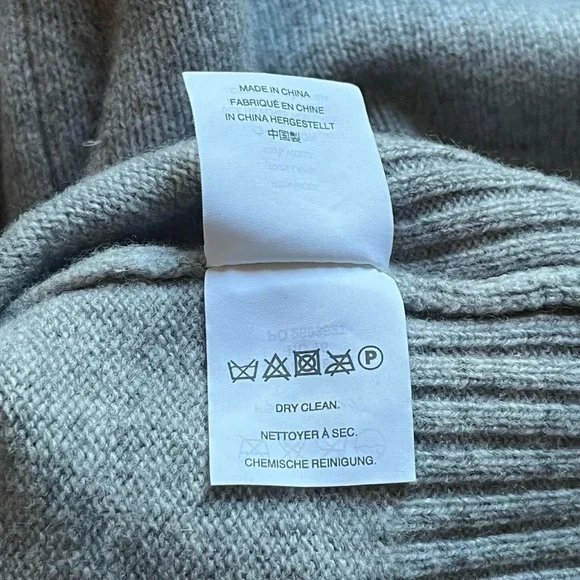 MADE IN CHINA
FABRIQUÉ EN CHINE
IN CHINA HERGESTELLT
中国製
P
DRY CLEAN.
NETTOYER À SEC.
CHEMISCHE REINIGUNG.